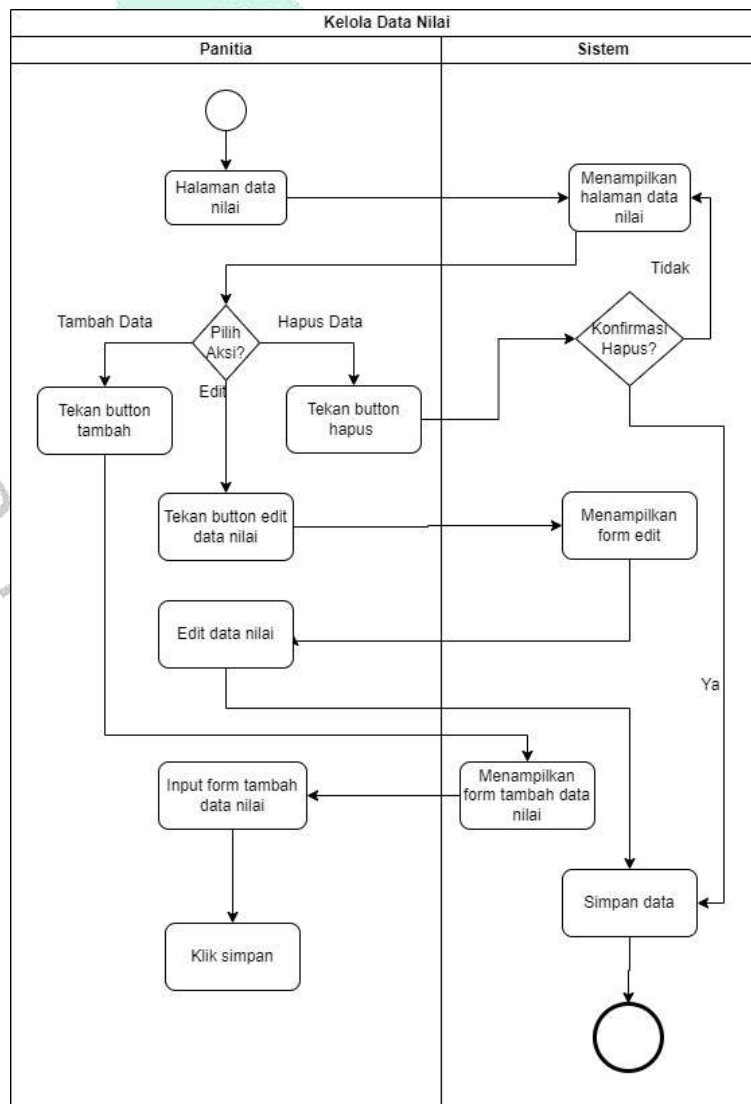 Kelola Data Nilai
Panitia
Sistem
Halaman data
nilai
Menampilkan
halaman data
nilai
Tidak
Tambah Data
Hapus Data
Pilih
Aksi?
Konfirmasi
Hapus?
Edit
Tekan button
tambah
Tekan button
hapus
Tekan button edit
data nilai
Menampilkan
form edit
Edit data nilai
Ya
Input form tambah
data nilai
Menampilkan
form tambah data
nilai
Simpan data
Klik simpan